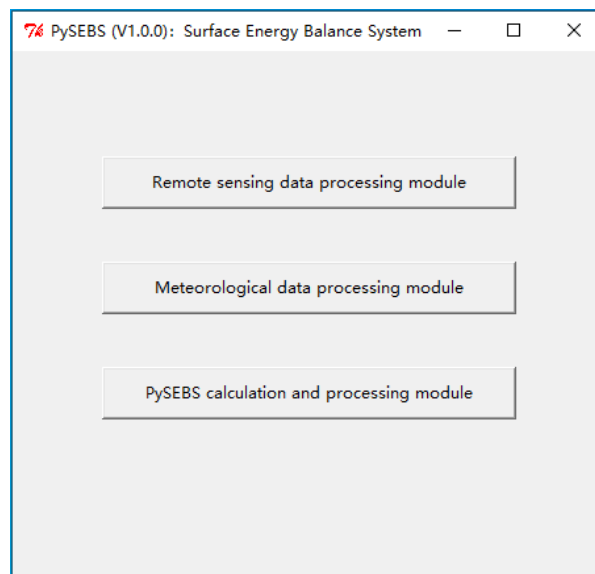 PySEBS (V1.0.0): Surface Energy Balance System
Remote sensing data processing module
Meteorological data processing module
PySEBS calculation and processing module